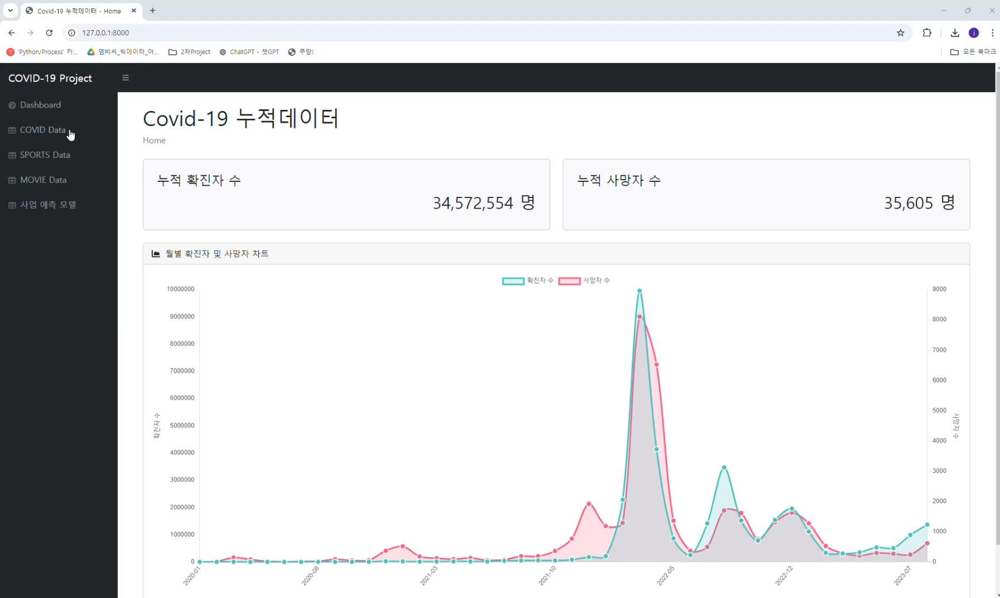 Covid-19 누적데이터 - Home
127.0.0.1:8000
'Python/Process' 카...
엠비씨_빅데이터_아...
2차Project
ChatGPT - 챗GPT
쿠팡!
모든 북마크
COVID-19 Project
Dashboard
COVID Data
SPORTS Data
MOVIE Data
사업 예측 모델
Covid-19 누적데이터
Home
누적 확진자 수
34,572,554 명
누적 사망자 수
35,605 명
월별 확진자 및 사망자 차트
확진자 수
사망자 수
10000000
9000000
8000000
7000000
6000000
5000000
4000000
3000000
2000000
1000000
0
확진자 수
9000
8000
7000
6000
5000
4000
3000
2000
1000
0
사망자 수
2020-01
2020-08
2021-03
2021-10
2022-05
2022-12
2023-07